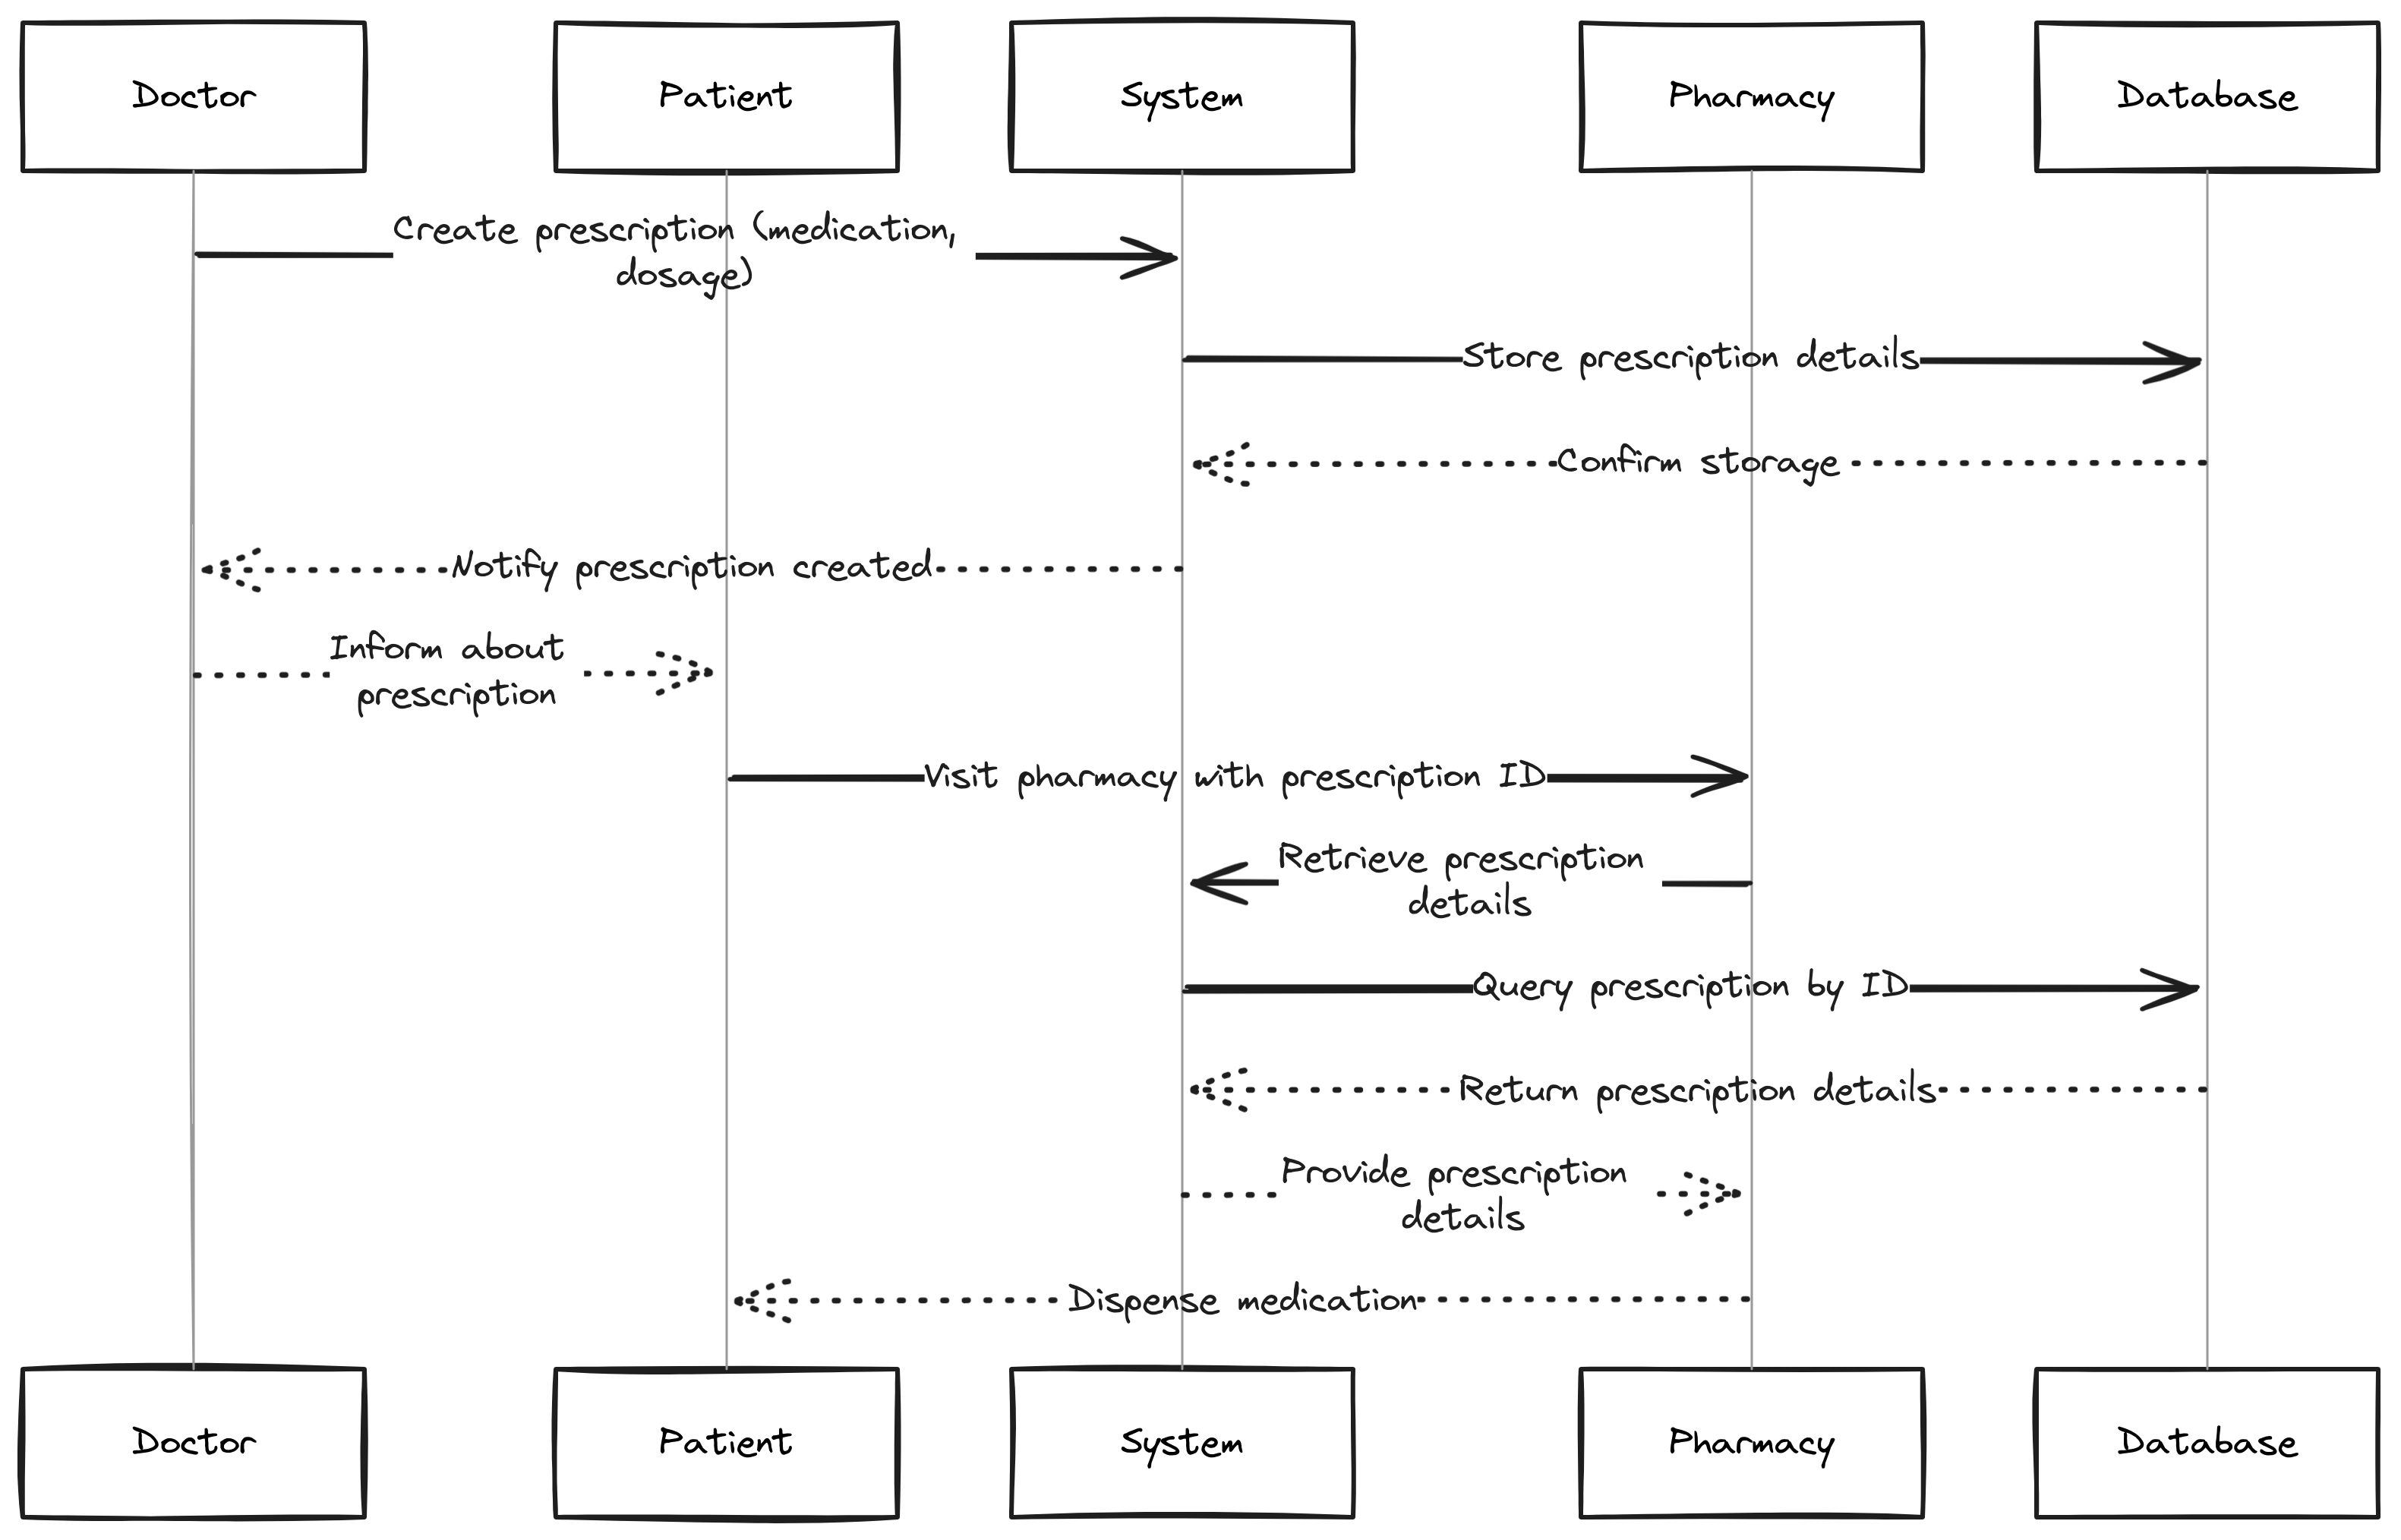 Doctor
Patient
System
Pharmacy
Database
Create prescription (medication,
dosage)
Store prescription details
Confirm storage
Notify prescription created
Inform about
prescription
Visit pharmacy with prescription ID
Retrieve prescription
details
Query prescription by ID
Return prescription details
Provide prescription
details
Dispense medication
Doctor
Patient
System
Pharmacy
Database